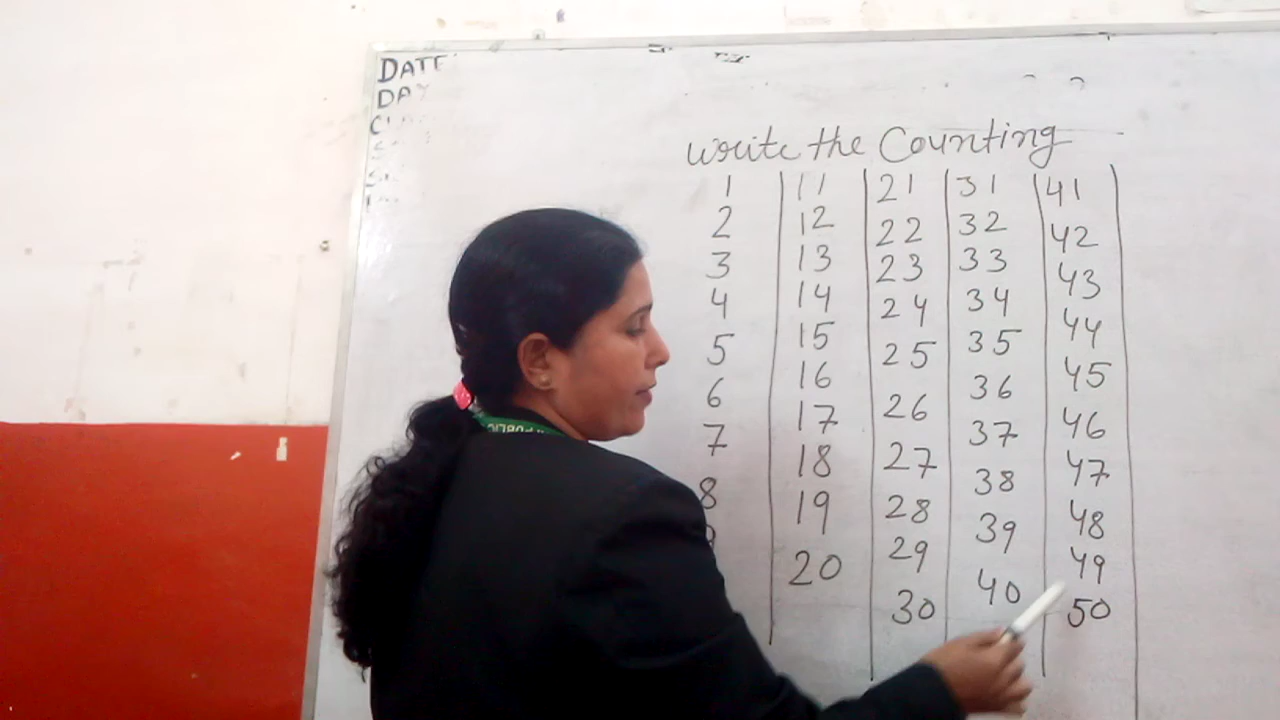 DATE
DAY
Write the Counting
1 11 21 31 41
2 12 22 32 42
3 13 23 33 43
4 14 24 34 44
5 15 25 35 45
6 16 26 36 46
7 17 27 37 47
8 18 28 38 48
9 19 29 39 49
20 30 40 50
PUBLIC